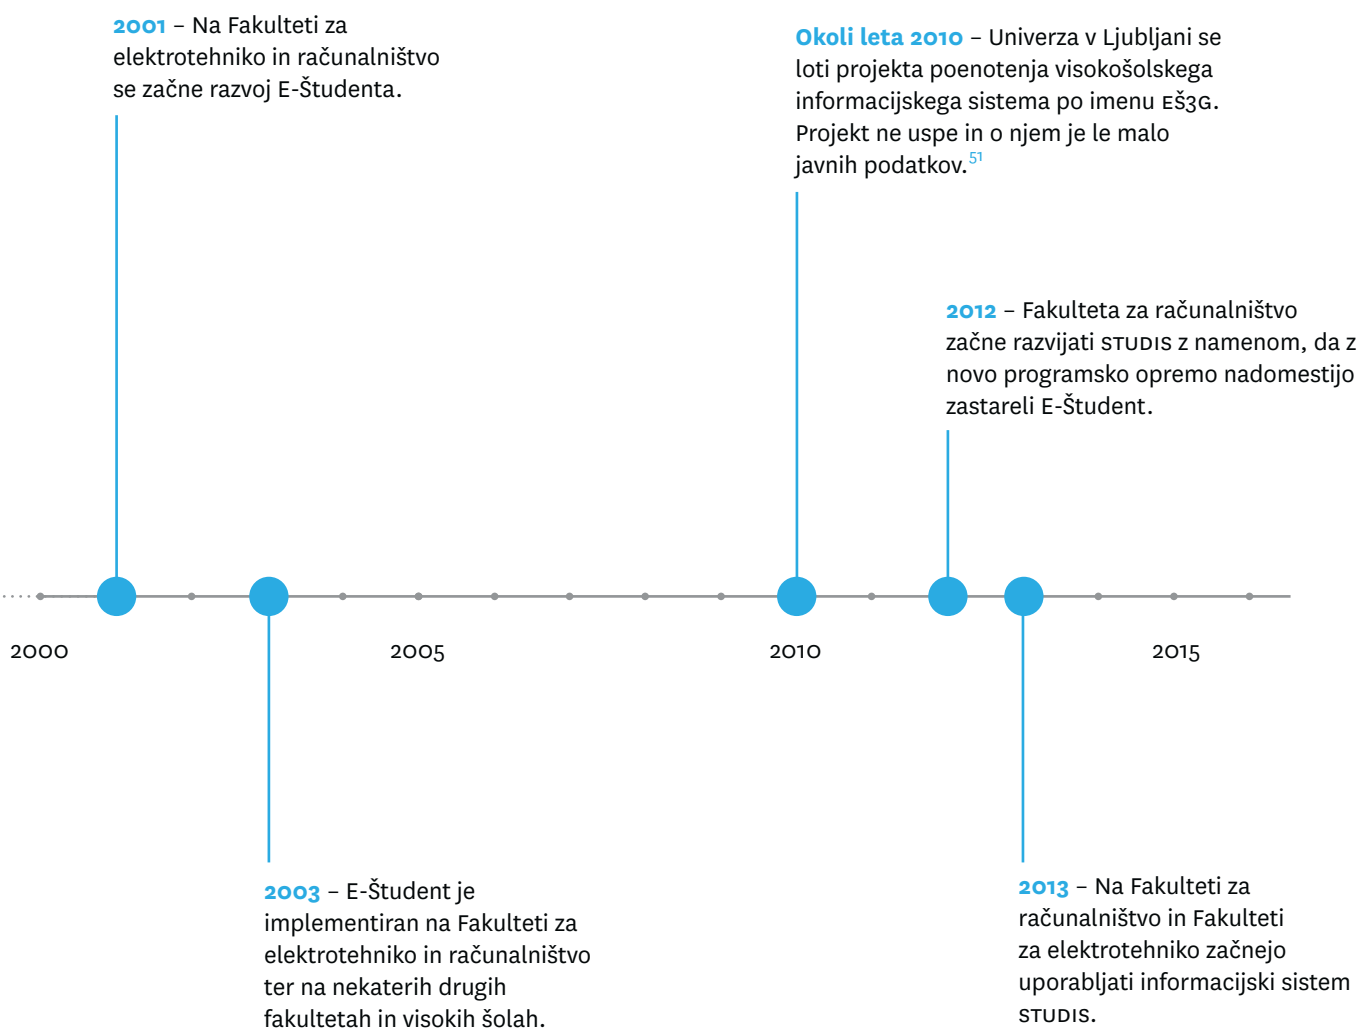 2001 – Na Fakulteti za
elektrotehniko in računalništvo
se začne razvoj E-Študenta.
Okoli leta 2010 – Univerza v Ljubljani se
loti projekta poenotenja visokošolskega
informacijskega sistema po imenu EŠ3G.
Projekt ne uspe in o njem je le malo
javnih podatkov.51
2012 – Fakulteta za računalništvo
začne razvijati STUDIS z namenom, da z
novo programsko opremo nadomestijo
zastareli E-Študent.
2000
2005
2010
2015
2003 – E-Študent je
implementiran na Fakulteti za
elektrotehniko in računalništvo
ter na nekaterih drugih
fakultetah in visokih šolah.
2013 – Na Fakulteti za
računalništvo in Fakulteti
za elektrotehniko začnejo
uporabljati informacijski sistem
STUDIS.